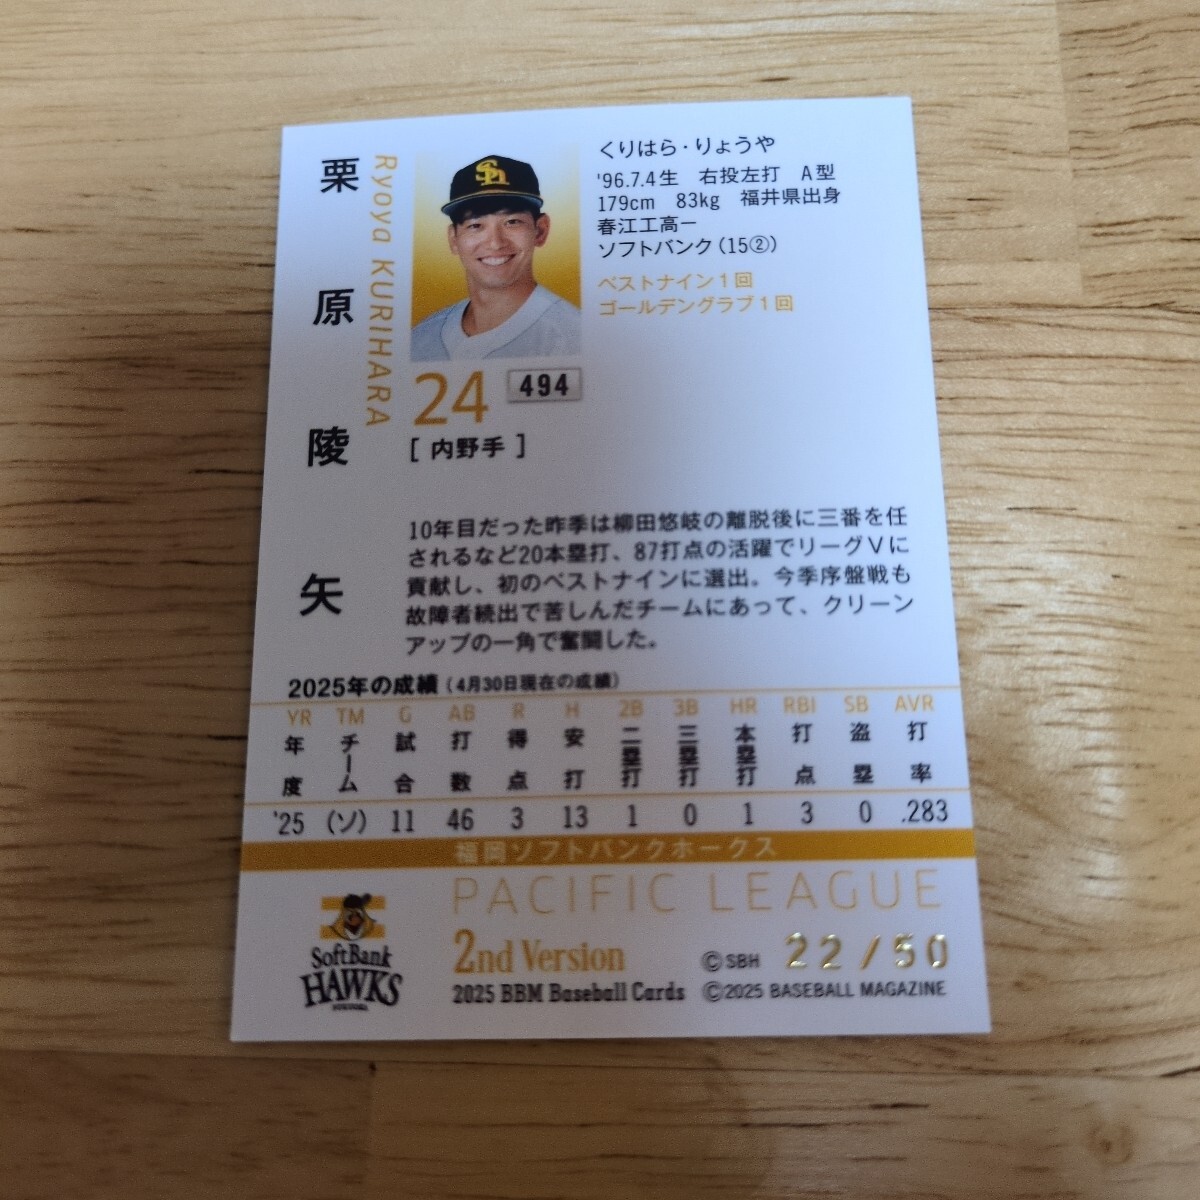 栗原陵矢
Ryoya KURIHARA
Sh
くりはら・りょうや
'96.7.4生 右投左打 A型
179cm 83kg 福井県出身
春江工高ー
ソフトバンク(15②)
ベストナイン1回
ゴールデングラブ1回
24
494
[内野手]
10年目だった昨季は柳田悠岐の離脱後に三番を任
されるなど20本塁打、87打点の活躍でリーグVに
貢献し、初のベストナインに選出。今季序盤戦も
故障者続出で苦しんだチームにあって、クリーン
アップの一角で奮闘した。
2025年の成績(4月30日現在の成績)
YR TM G AB R H 2B 3B HR RBI SB AVR
年度 チーム 試合 打数 得点 安打 二塁打 三塁打 本塁打 打点 盗塁 打率
'25 (ソ) 11 46 3 13 1 0 1 3 0 .283
福岡ソフトバンクホークス
PACIFIC LEAGUE
SoftBank
HAWKS
2nd Version
©SBH 22/50
2025 BBM Baseball Cards ©2025 BASEBALL MAGAZINE